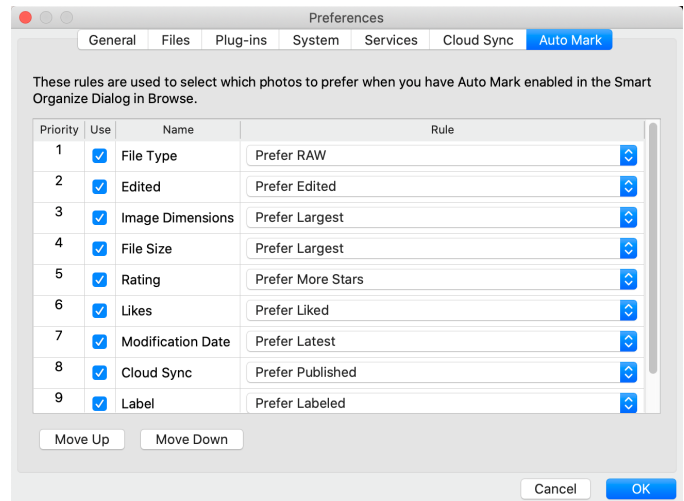 Preferences
General Files Plug-ins System Services Cloud Sync Auto Mark
These rules are used to select which photos to prefer when you have Auto Mark enabled in the Smart
Organize Dialog in Browse.
Priority Use Name Rule
1 File Type Prefer RAW
2 Edited Prefer Edited
3 Image Dimensions Prefer Largest
4 File Size Prefer Largest
5 Rating Prefer More Stars
6 Likes Prefer Liked
7 Modification Date Prefer Latest
8 Cloud Sync Prefer Published
9 Label Prefer Labeled
Move Up Move Down
Cancel OK